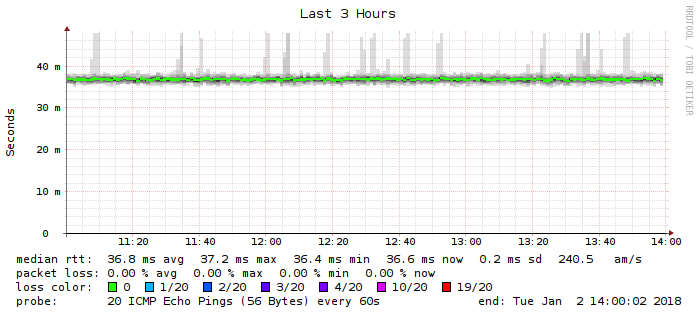 Last 3 Hours
RRDTOOL / TOBI OETIKER
Seconds
40 m
30 m
20 m
10 m
0
11:20 11:40 12:00 12:20 12:40 13:00 13:20 13:40 14:00
median rtt: 36.8 ms avg 37.2 ms max 36.4 ms min 36.6 ms now 0.2 ms sd 240.5 am/s
packet loss: 0.00 % avg 0.00 % max 0.00 % min 0.00 % now
loss color: 0 1/20 2/20 3/20 4/20 10/20 19/20
probe: 20 ICMP Echo Pings (56 Bytes) every 60s end: Tue Jan 2 14:00:02 2018